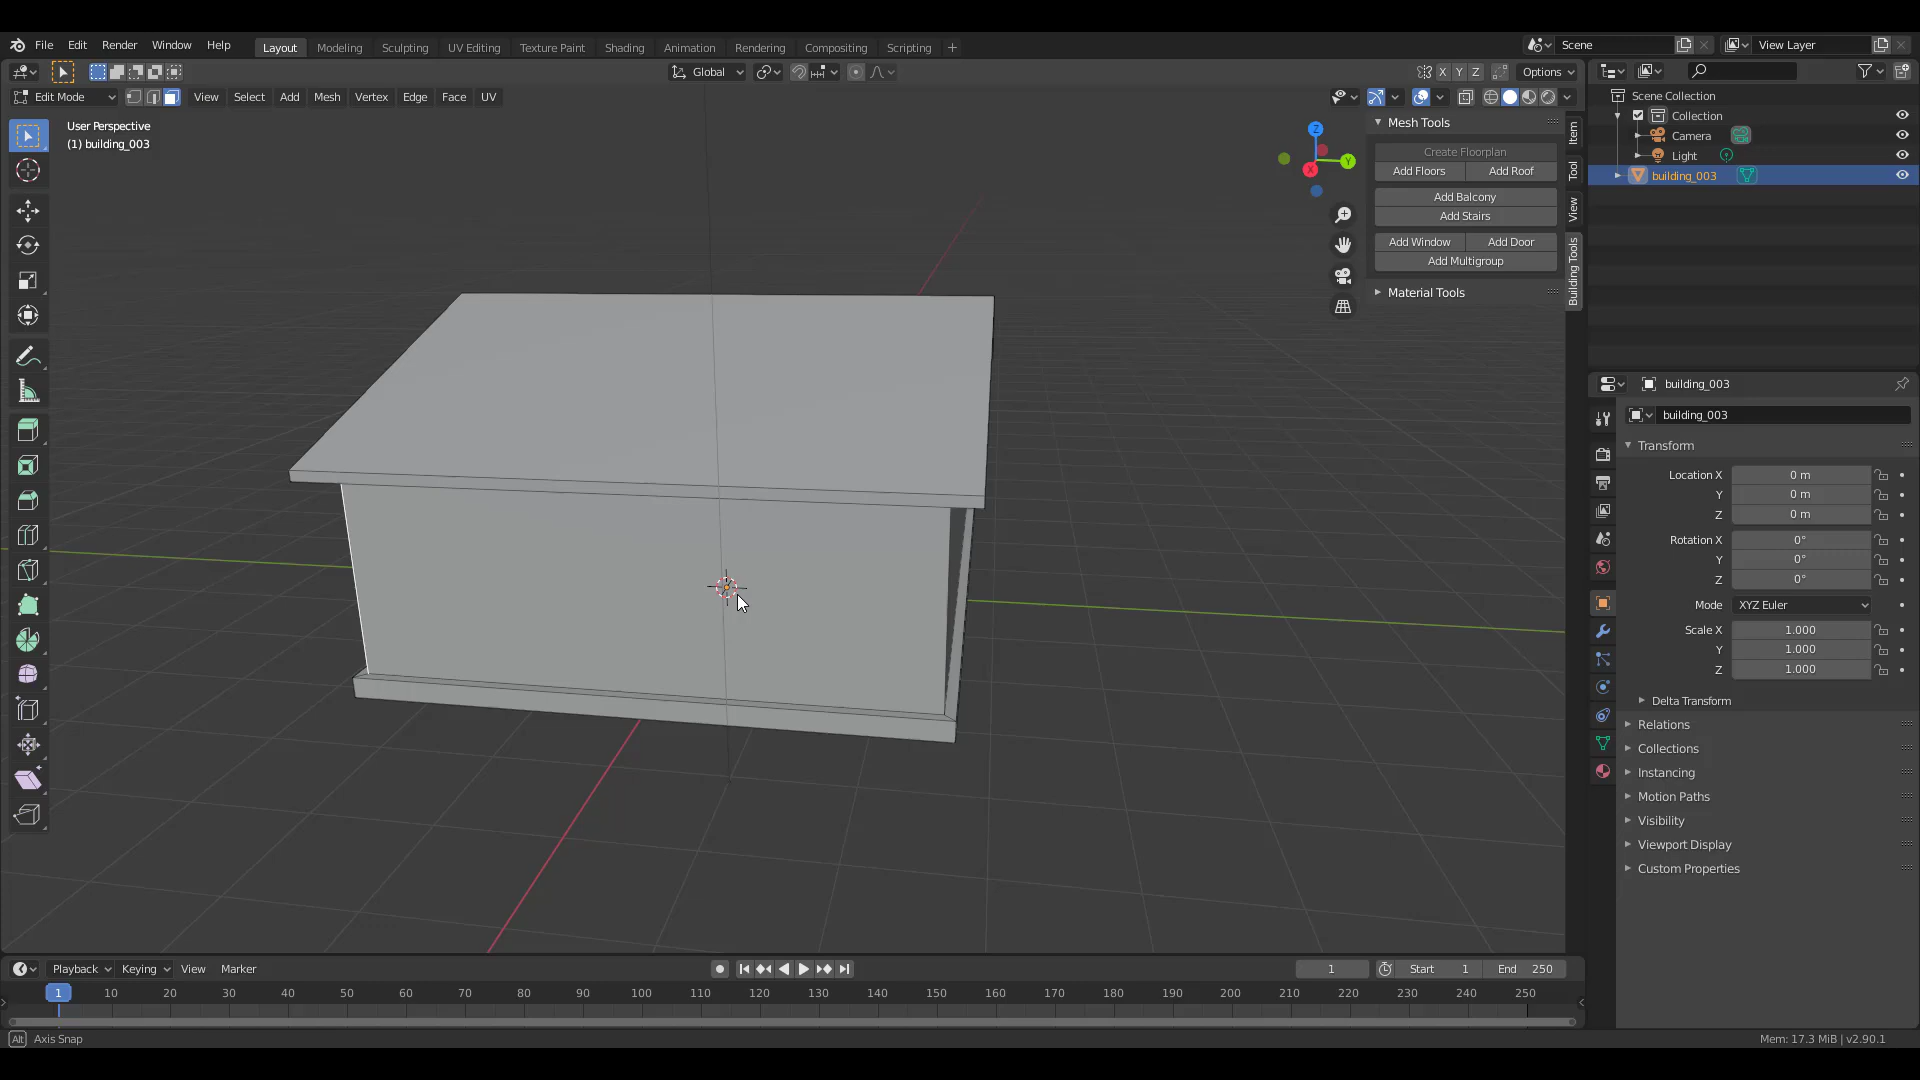 File Edit Render Window Help Layout Modeling Sculpting UV Editing Texture Paint Shading Animation Rendering Compositing Scripting + Scene View Layer
Global X Y Z Options
Edit Mode View Select Add Mesh Vertex Edge Face UV
User Perspective
(1) building_003
Z
Y
X
Mesh Tools
Create Floorplan
Add Floors Add Roof
Add Balcony
Add Stairs
Add Window Add Door
Add Multigroup
Material Tools
Item
Tool
View
Building Tools
Scene Collection
Collection
Camera
Light
building_003
building_003
building_003
Transform
Location X 0 m
Y 0 m
Z 0 m
Rotation X 0°
Y 0°
Z 0°
Mode XYZ Euler
Scale X 1.000
Y 1.000
Z 1.000
Delta Transform
Relations
Collections
Instancing
Motion Paths
Visibility
Viewport Display
Custom Properties
Playback Keying View Marker 1 Start 1 End 250
1 10 20 30 40 50 60 70 80 90 100 110 120 130 140 150 160 170 180 190 200 210 220 230 240 250
Alt Axis Snap Mem: 17.3 MiB | v2.90.1